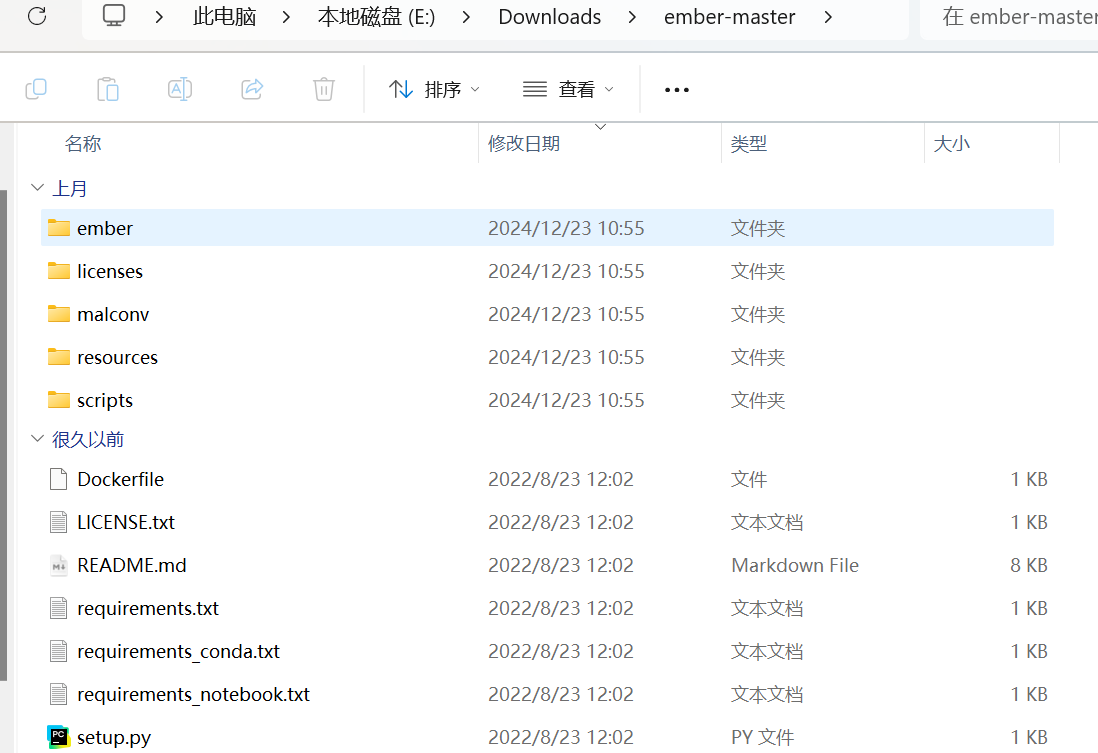 此电脑 > 本地磁盘 (E:) > Downloads > ember-master > 在 ember-master
排序 查看
名称 修改日期 类型 大小
上月
ember 2024/12/23 10:55 文件夹
licenses 2024/12/23 10:55 文件夹
malconv 2024/12/23 10:55 文件夹
resources 2024/12/23 10:55 文件夹
scripts 2024/12/23 10:55 文件夹
很久以前
Dockerfile 2022/8/23 12:02 文件 1 KB
LICENSE.txt 2022/8/23 12:02 文本文档 1 KB
README.md 2022/8/23 12:02 Markdown File 8 KB
requirements.txt 2022/8/23 12:02 文本文档 1 KB
requirements_conda.txt 2022/8/23 12:02 文本文档 1 KB
requirements_notebook.txt 2022/8/23 12:02 文本文档 1 KB
setup.py 2022/8/23 12:02 PY 文件 1 KB